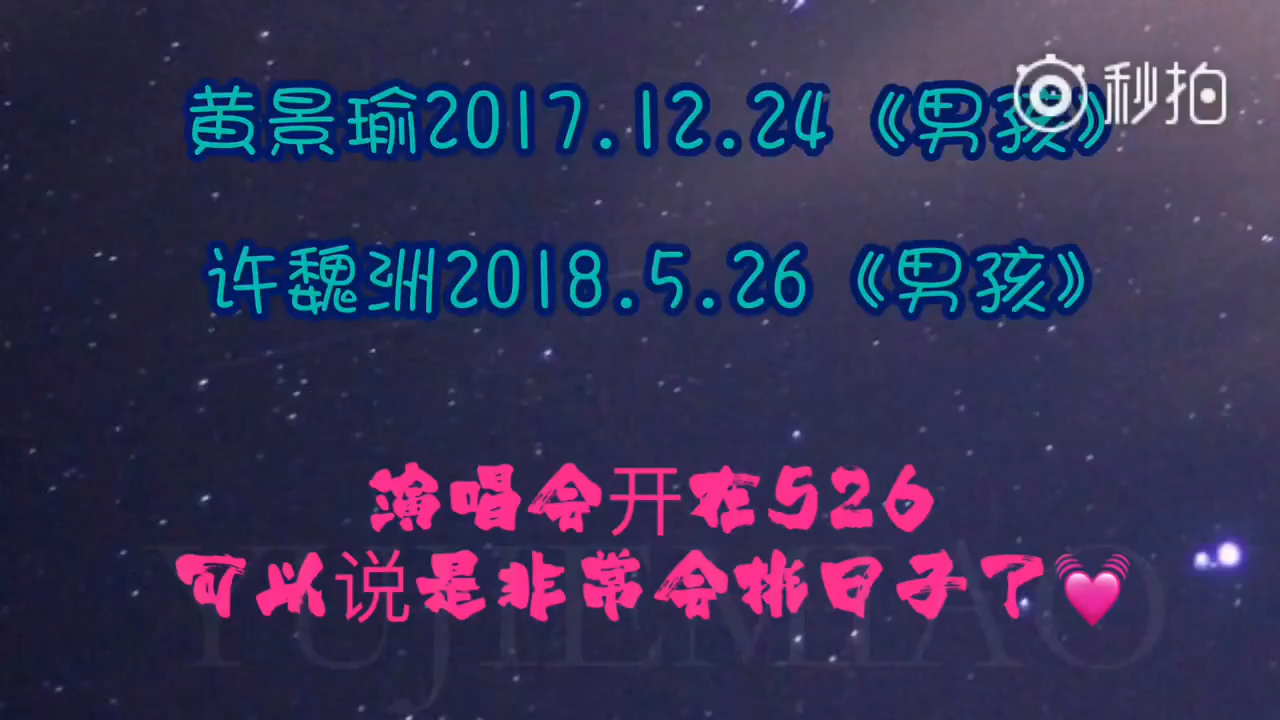 秒拍
黄景瑜2017.12.24《男孩》
许魏洲2018.5.26《男孩》
演唱会开在526
可以说是非常会挑日子了💓
YUJIEMIAO